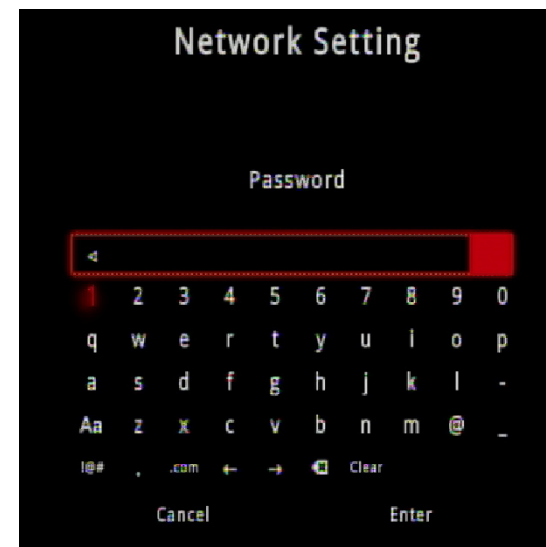 Network Setting
Password
1 2 3 4 5 6 7 8 9 0
q w e r t y u i o p
a s d f g h j k l -
Aa z x c v b n m @ _
!@# . .com ← → ⌫ Clear
Cancel Enter